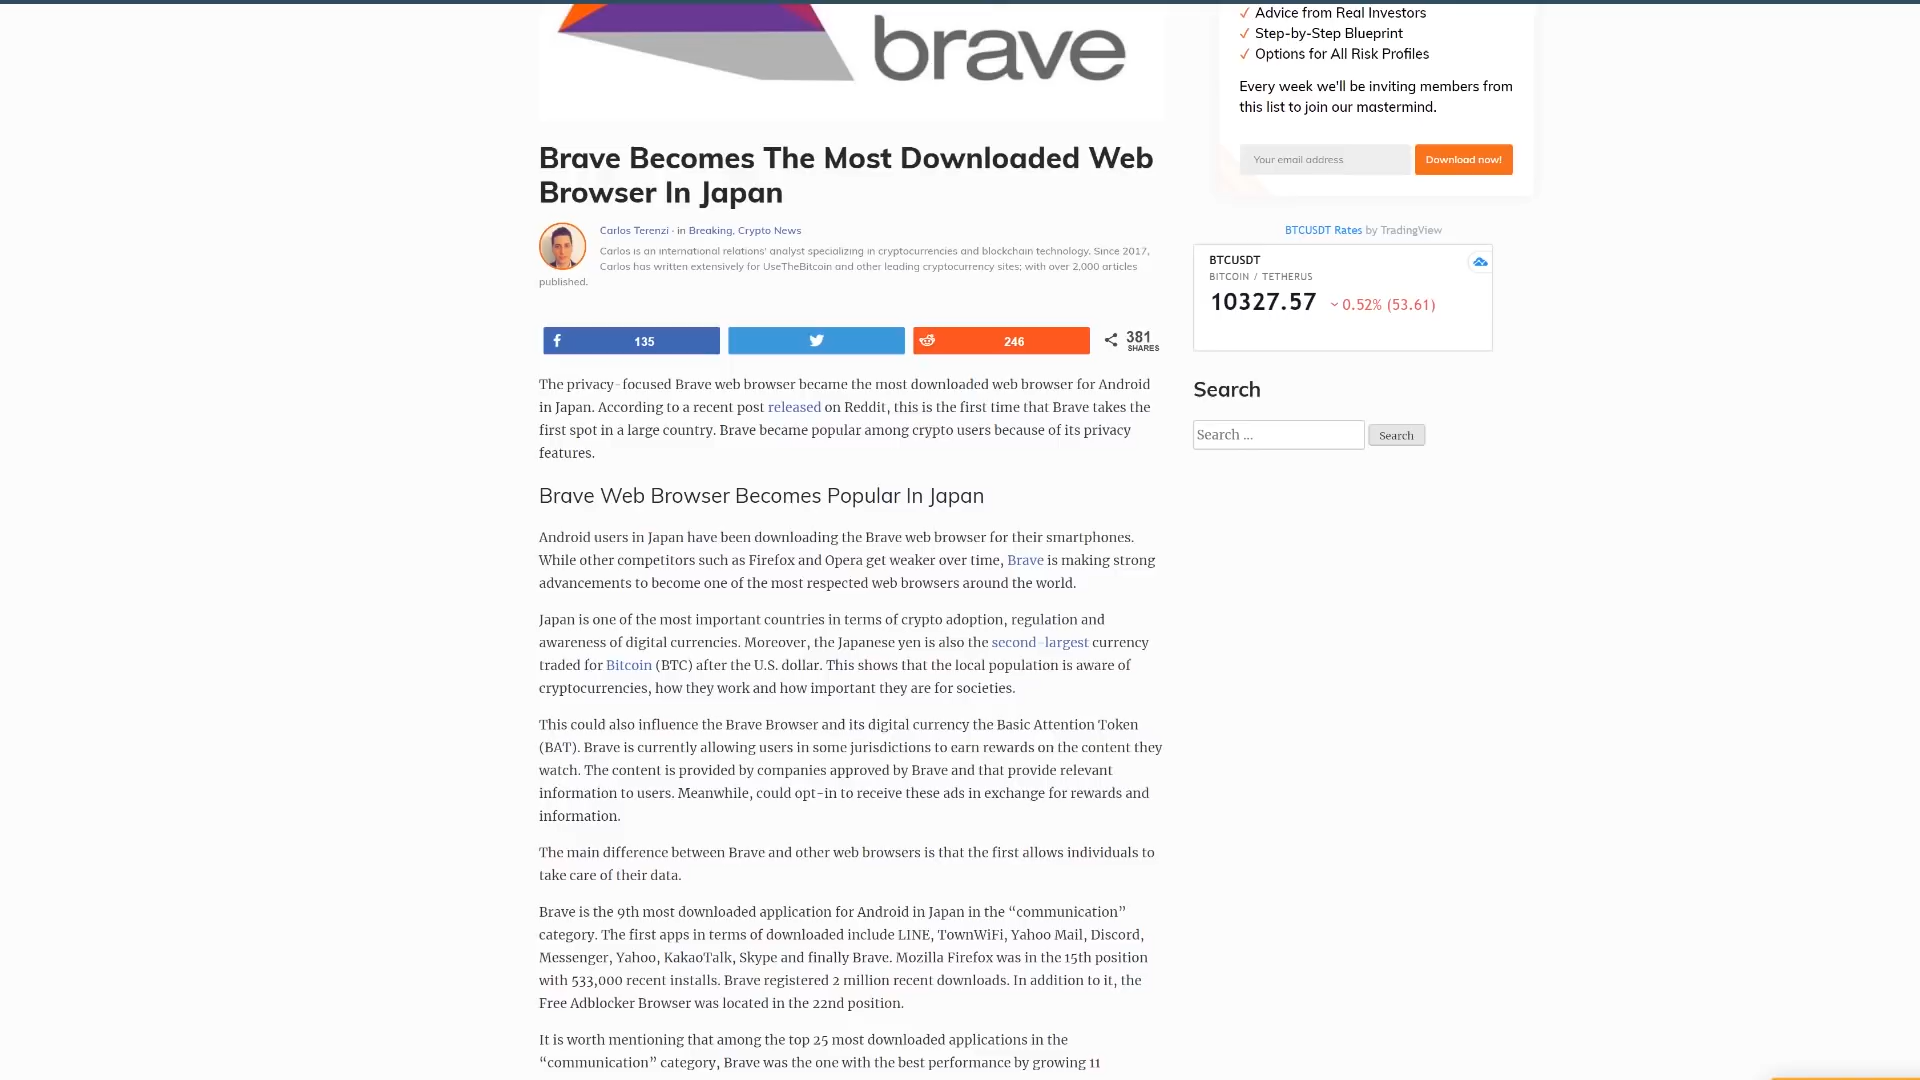 brave
Brave Becomes The Most Downloaded Web
Browser In Japan
Carlos Terenzi · in Breaking, Crypto News
Carlos is an international relations' analyst specializing in cryptocurrencies and blockchain technology. Since 2017,
Carlos has written extensively for UseTheBitcoin and other leading cryptocurrency sites; with over 2,000 articles
published.
135
246
381
SHARES
The privacy-focused Brave web browser became the most downloaded web browser for Android
in Japan. According to a recent post released on Reddit, this is the first time that Brave takes the
first spot in a large country. Brave became popular among crypto users because of its privacy
features.
Brave Web Browser Becomes Popular In Japan
Android users in Japan have been downloading the Brave web browser for their smartphones.
While other competitors such as Firefox and Opera get weaker over time, Brave is making strong
advancements to become one of the most respected web browsers around the world.
Japan is one of the most important countries in terms of crypto adoption, regulation and
awareness of digital currencies. Moreover, the Japanese yen is also the second-largest currency
traded for Bitcoin (BTC) after the U.S. dollar. This shows that the local population is aware of
cryptocurrencies, how they work and how important they are for societies.
This could also influence the Brave Browser and its digital currency the Basic Attention Token
(BAT). Brave is currently allowing users in some jurisdictions to earn rewards on the content they
watch. The content is provided by companies approved by Brave and that provide relevant
information to users. Meanwhile, could opt-in to receive these ads in exchange for rewards and
information.
The main difference between Brave and other web browsers is that the first allows individuals to
take care of their data.
Brave is the 9th most downloaded application for Android in Japan in the “communication”
category. The first apps in terms of downloaded include LINE, TownWiFi, Yahoo Mail, Discord,
Messenger, Yahoo, KakaoTalk, Skype and finally Brave. Mozilla Firefox was in the 15th position
with 533,000 recent installs. Brave registered 2 million recent downloads. In addition to it, the
Free Adblocker Browser was located in the 22nd position.
It is worth mentioning that among the top 25 most downloaded applications in the
“communication” category, Brave was the one with the best performance by growing 11
✓ Advice from Real Investors
✓ Step-by-Step Blueprint
✓ Options for All Risk Profiles
Every week we'll be inviting members from
this list to join our mastermind.
Your email address
Download now!
BTCUSDT Rates by TradingView
BTCUSDT
BITCOIN / TETHERUS
10327.57 0.52% (53.61)
Search
Search ...
Search